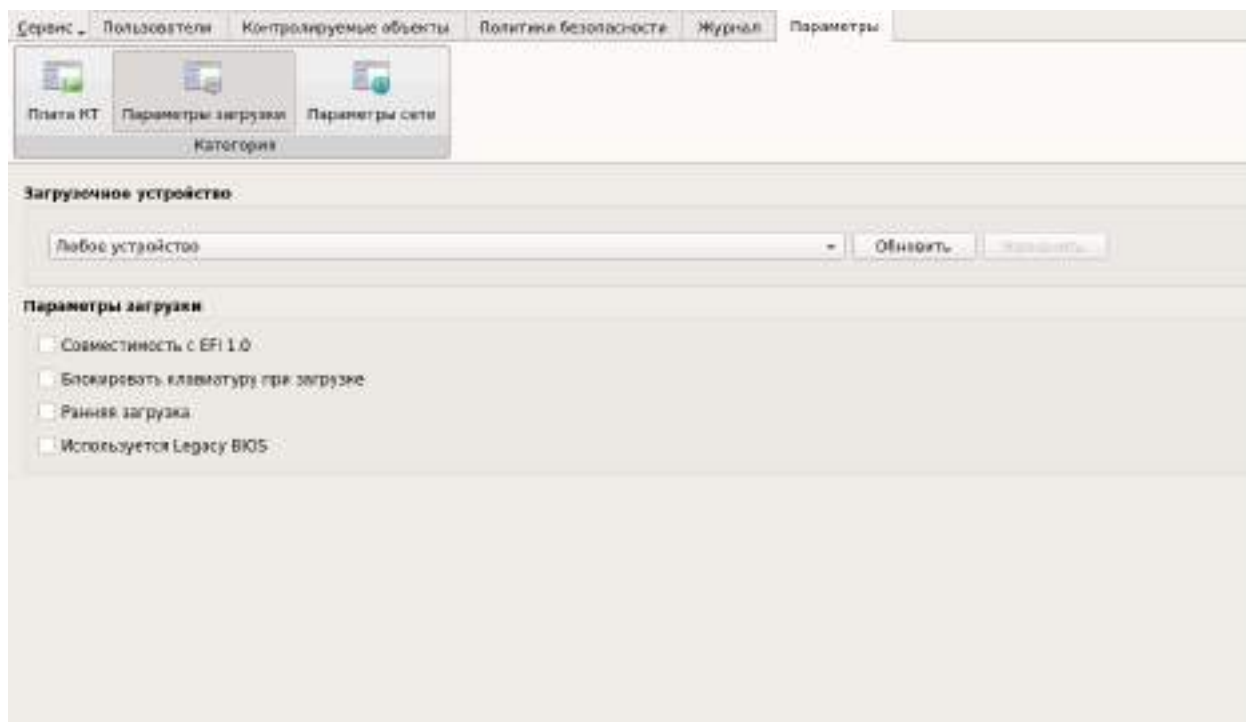 Сервис Пользователи Контролируемые объекты Политики безопасности Журнал Параметры
Плата КТ Параметры загрузки Параметры сети
Категория
Загрузочное устройство
Любое устройство Обновить
Параметры загрузки
Совместимость с EFI 1.0
Блокировать клавиатуру при загрузке
Ранняя загрузка
Используется Legacy BIOS